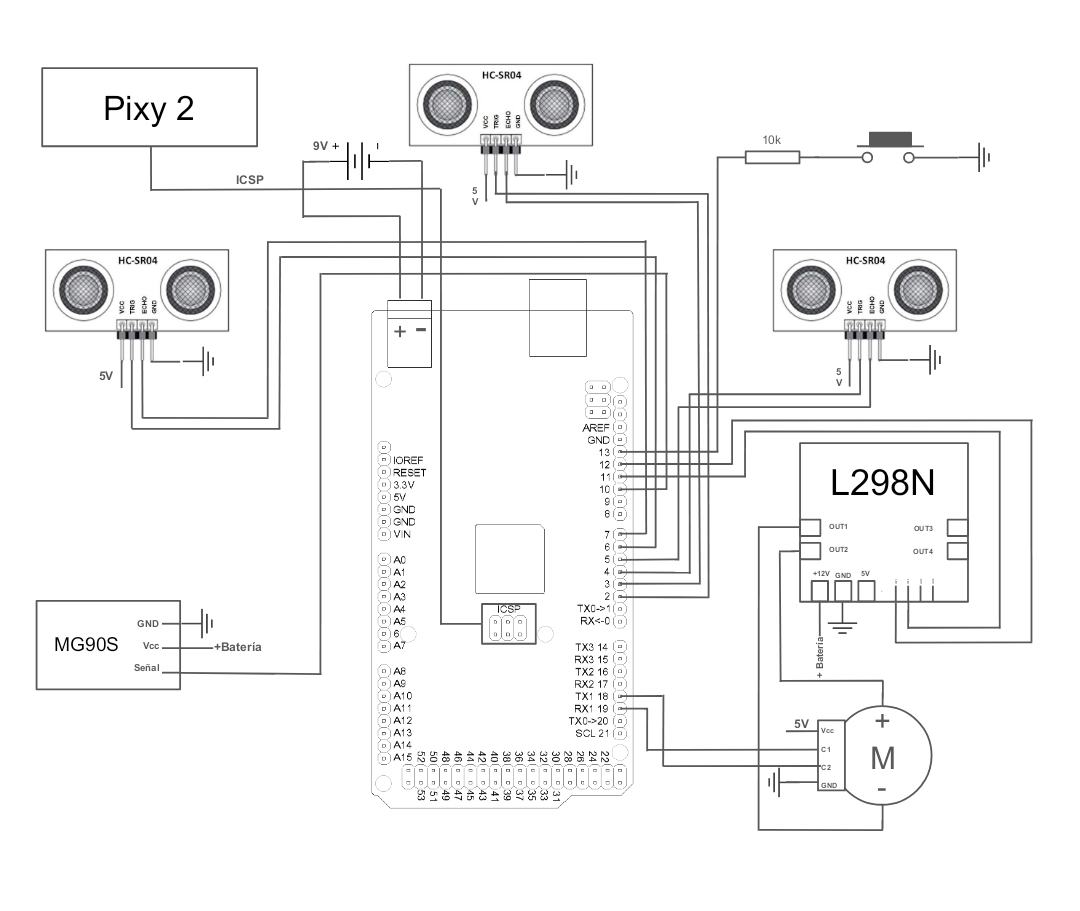 Pixy 2
HC-SR04
VCC
TRIG
ECHO
GND
5
V
9V +
-
ICSP
10k
HC-SR04
VCC
TRIG
ECHO
GND
5V
HC-SR04
VCC
TRIG
ECHO
GND
5
V
+ -
AREF
GND
13
12
11
10
9
8
7
6
5
4
3
2
TX0->1
RX<-0
TX3 14
RX3 15
TX2 16
RX2 17
TX1 18
RX1 19
TX0->20
SCL 21
IOREF
RESET
3.3V
5V
GND
GND
VIN
A0
A1
A2
A3
A4
A5
6
A7
A8
A9
A10
A11
A12
A13
A14
A15
ICSP
52 50 48 46 44 42 40 38 36 34 32 30 28 26 24 22
53 51 49 47 45 43 41 39 37 35 33 31
L298N
OUT1
OUT2
OUT3
OUT4
+12V
GND
5V
+ Batería
MG90S
GND
Vcc
+Batería
Señal
5V
Vcc
C1
C2
GND
+
M
-